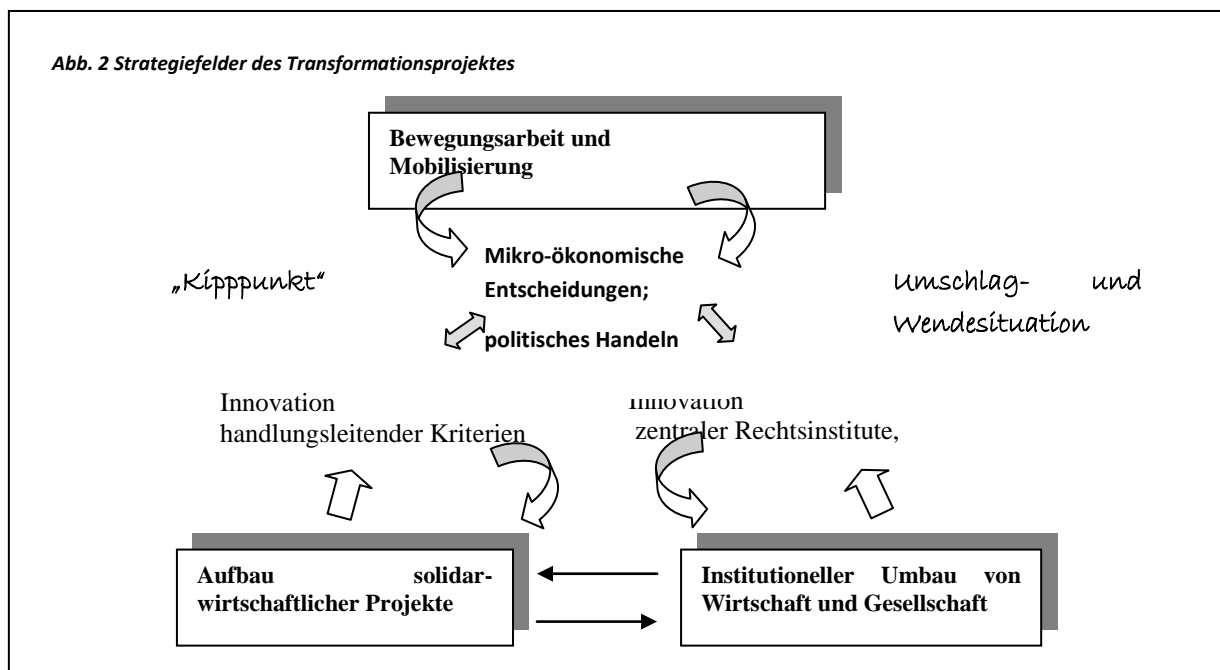 Abb. 2 Strategiefelder des Transformationsprojektes
Bewegungsarbeit und
Mobilisierung
Mikro-ökonomische
Entscheidungen;
politisches Handeln
„Kipppunkt“
Umschlag- und
Wendesituation
Innovation
handlungsleitender Kriterien
Innovation
zentraler Rechtsinstitute,
Aufbau solidar-
wirtschaftlicher Projekte
Institutioneller Umbau von
Wirtschaft und Gesellschaft